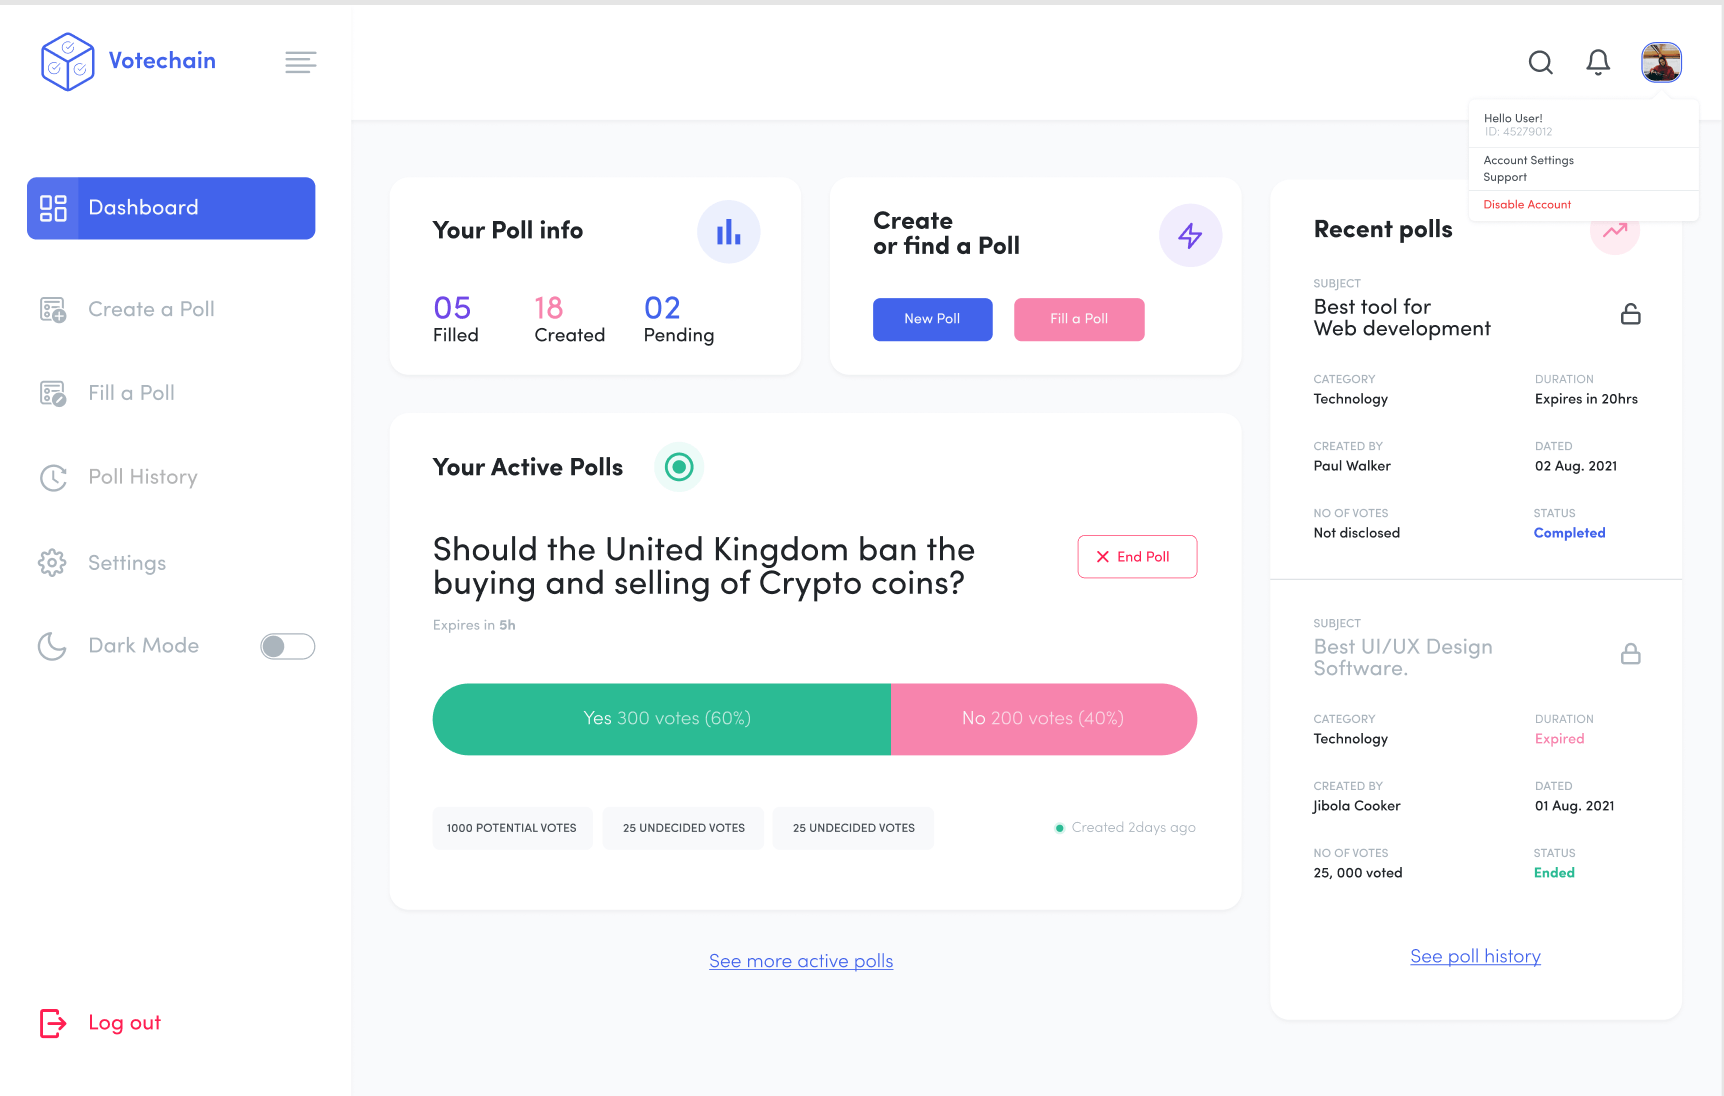 Votechain
Dashboard
Create a Poll
Fill a Poll
Poll History
Settings
Dark Mode
Log out
Hello User!
ID: 45279012
Account Settings
Support
Disable Account
Your Poll info
05
Filled
18
Created
02
Pending
Create
or find a Poll
New Poll
Fill a Poll
Your Active Polls
Should the United Kingdom ban the
buying and selling of Crypto coins?
End Poll
Expires in 5h
Yes 300 votes (60%)
No 200 votes (40%)
1000 POTENTIAL VOTES
25 UNDECIDED VOTES
25 UNDECIDED VOTES
Created 2days ago
See more active polls
Recent polls
SUBJECT
Best tool for
Web development
CATEGORY
Technology
DURATION
Expires in 20hrs
CREATED BY
Paul Walker
DATED
02 Aug. 2021
NO OF VOTES
Not disclosed
STATUS
Completed
SUBJECT
Best UI/UX Design
Software.
CATEGORY
Technology
DURATION
Expired
CREATED BY
Jibola Cooker
DATED
01 Aug. 2021
NO OF VOTES
25, 000 voted
STATUS
Ended
See poll history